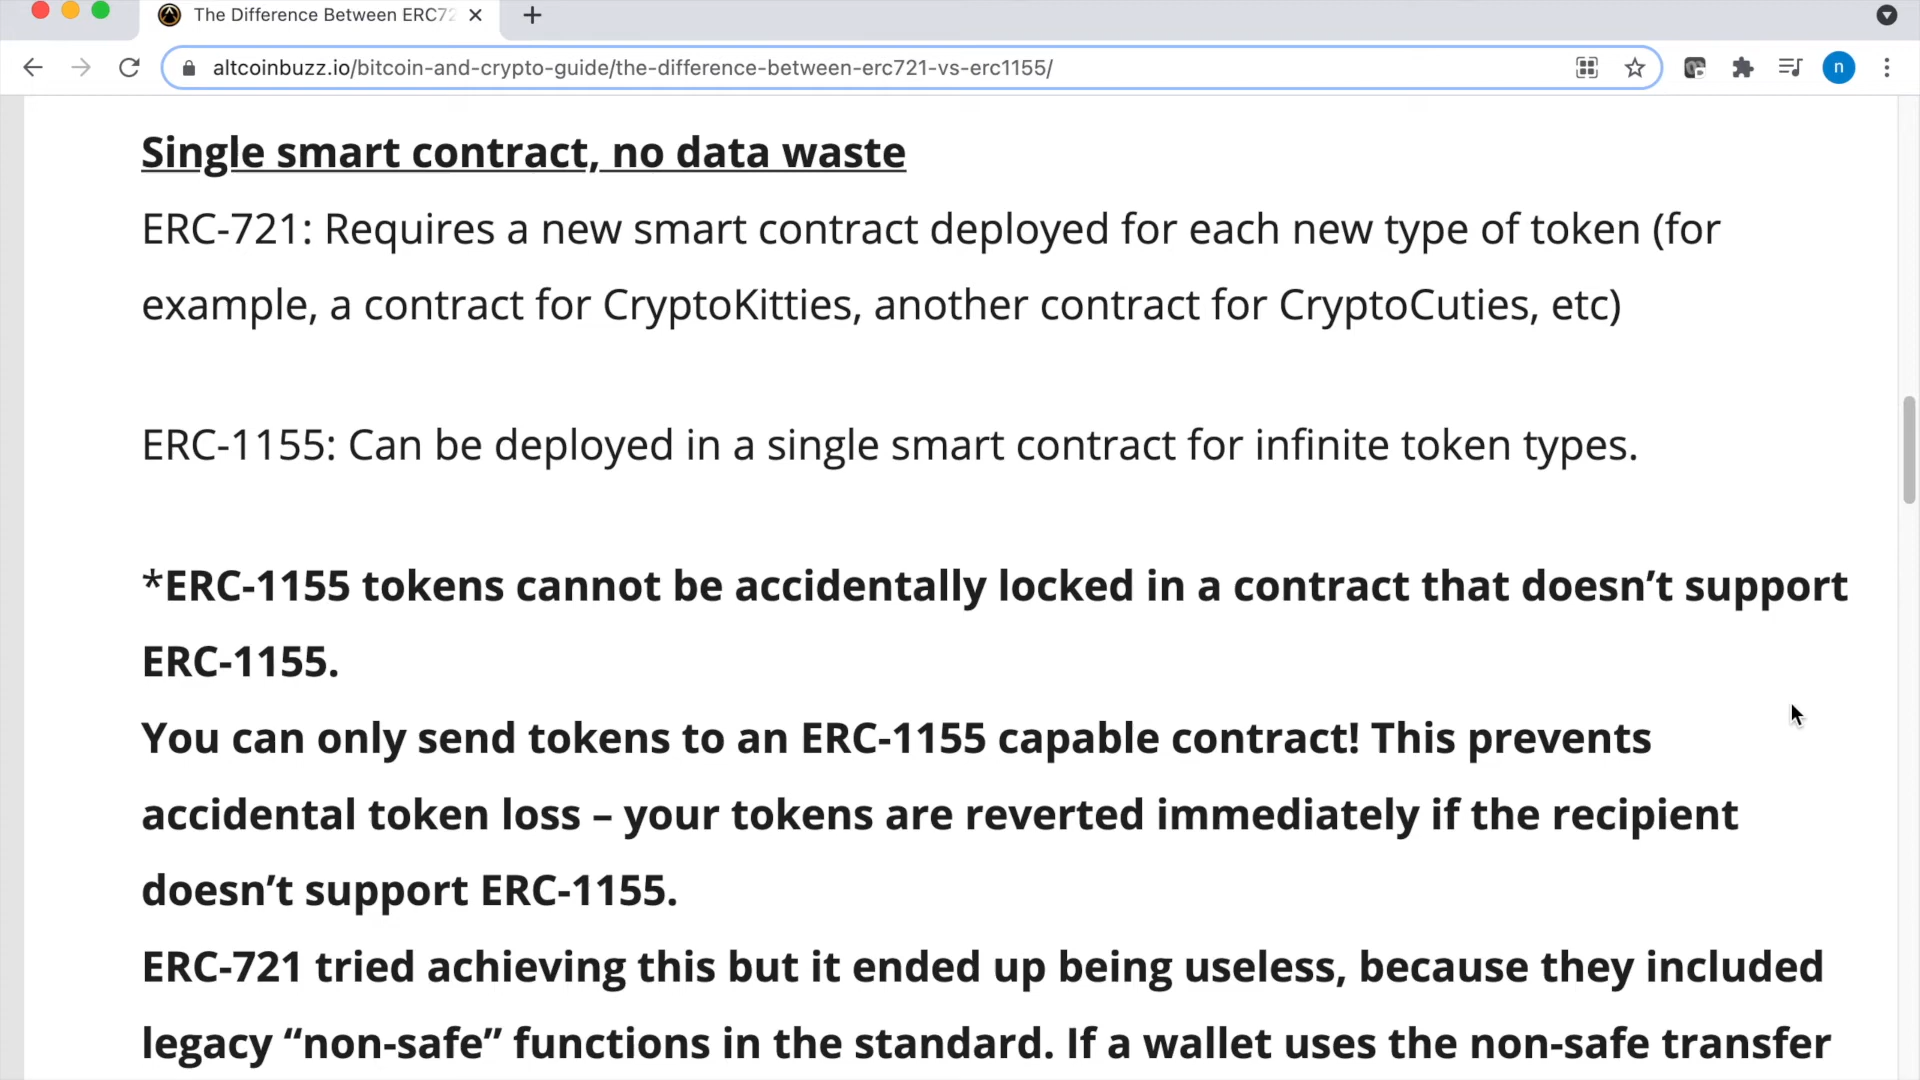 The Difference Between ERC72
altcoinbuzz.io/bitcoin-and-crypto-guide/the-difference-between-erc721-vs-erc1155/
n
Single smart contract, no data waste
ERC-721: Requires a new smart contract deployed for each new type of token (for
example, a contract for CryptoKitties, another contract for CryptoCuties, etc)
ERC-1155: Can be deployed in a single smart contract for infinite token types.
*ERC-1155 tokens cannot be accidentally locked in a contract that doesn’t support
ERC-1155.
You can only send tokens to an ERC-1155 capable contract! This prevents
accidental token loss – your tokens are reverted immediately if the recipient
doesn’t support ERC-1155.
ERC-721 tried achieving this but it ended up being useless, because they included
legacy “non-safe” functions in the standard. If a wallet uses the non-safe transfer